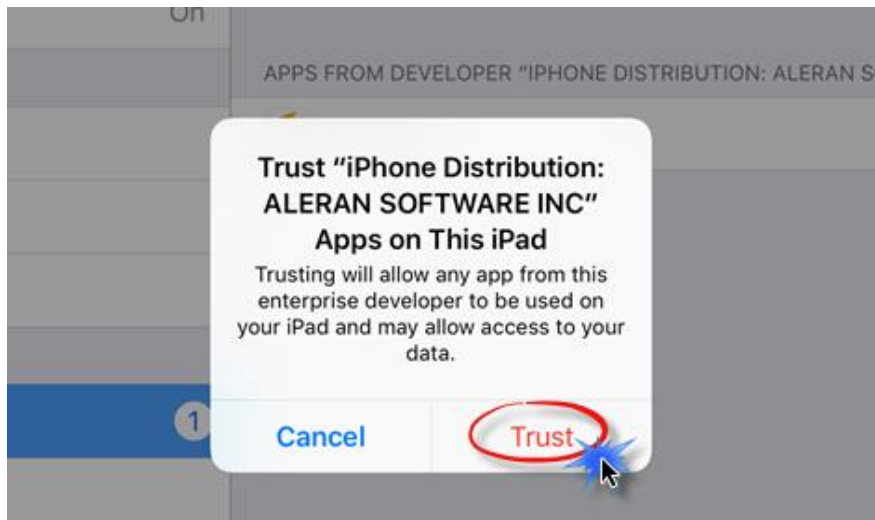 On
APPS FROM DEVELOPER "IPHONE DISTRIBUTION: ALERAN S
Trust "iPhone Distribution:
ALERAN SOFTWARE INC"
Apps on This iPad
Trusting will allow any app from this
enterprise developer to be used on
your iPad and may allow access to your
data.
1
Cancel
Trust